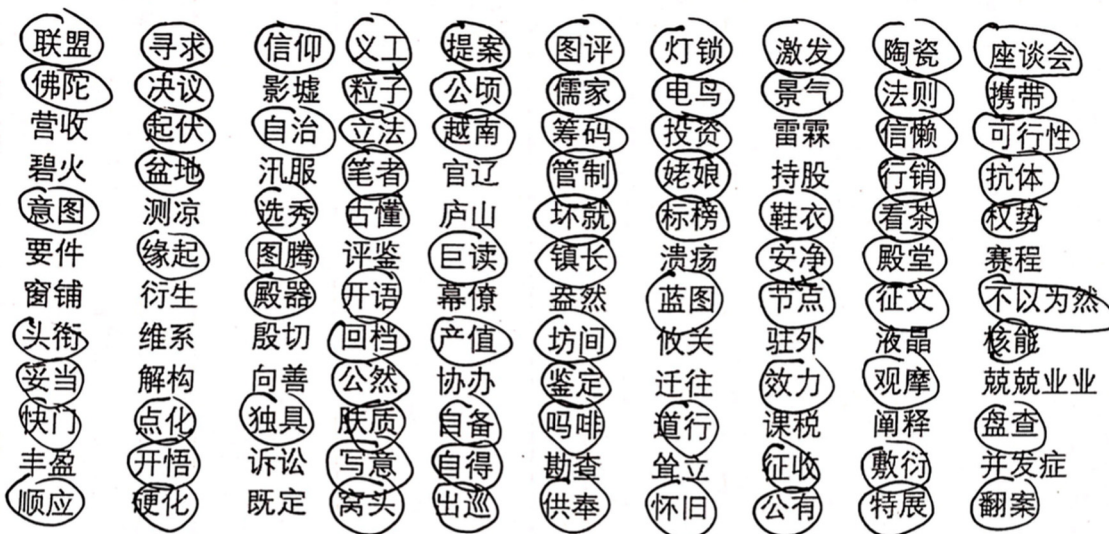 联盟 寻求 信仰 义工 提案 图评 灯锁 激发 陶瓷 座谈会
佛陀 决议 影墟 粒子 公顷 儒家 电鸟 景气 法则 携带
营收 起伏 自治 立法 越南 筹码 投资 雷霖 信懒 可行性
碧火 盆地 汛服 笔者 官辽 管制 姥娘 持股 行销 抗体
意图 测凉 选秀 古懂 庐山 坏就 标榜 鞋衣 看茶 权势
要件 缘起 图腾 评鉴 巨读 镇长 溃疡 安净 殿堂 赛程
窗铺 衍生 殿器 开语 幕僚 盎然 蓝图 节点 征文 不以为然
头衔 维系 殷切 回档 产值 坊间 攸关 驻外 液晶 核能
妥当 解构 向善 公然 协办 鉴定 迁往 效力 观摩 兢兢业业
快门 点化 独具 肤质 自备 吗啡 道行 课税 阐释 盘查
丰盈 开悟 诉讼 写意 自得 勘查 耸立 征收 敷衍 并发症
顺应 硬化 既定 窝头 出巡 供奉 怀旧 公有 特展 翻案